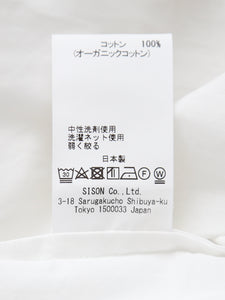 コットン 100%
(オーガニックコットン)
中性洗剤使用
洗濯ネット使用
弱く絞る
日本製
SISON Co.,Ltd.
3-18 Sarugakucho Shibuya-ku
Tokyo 1500033 Japan